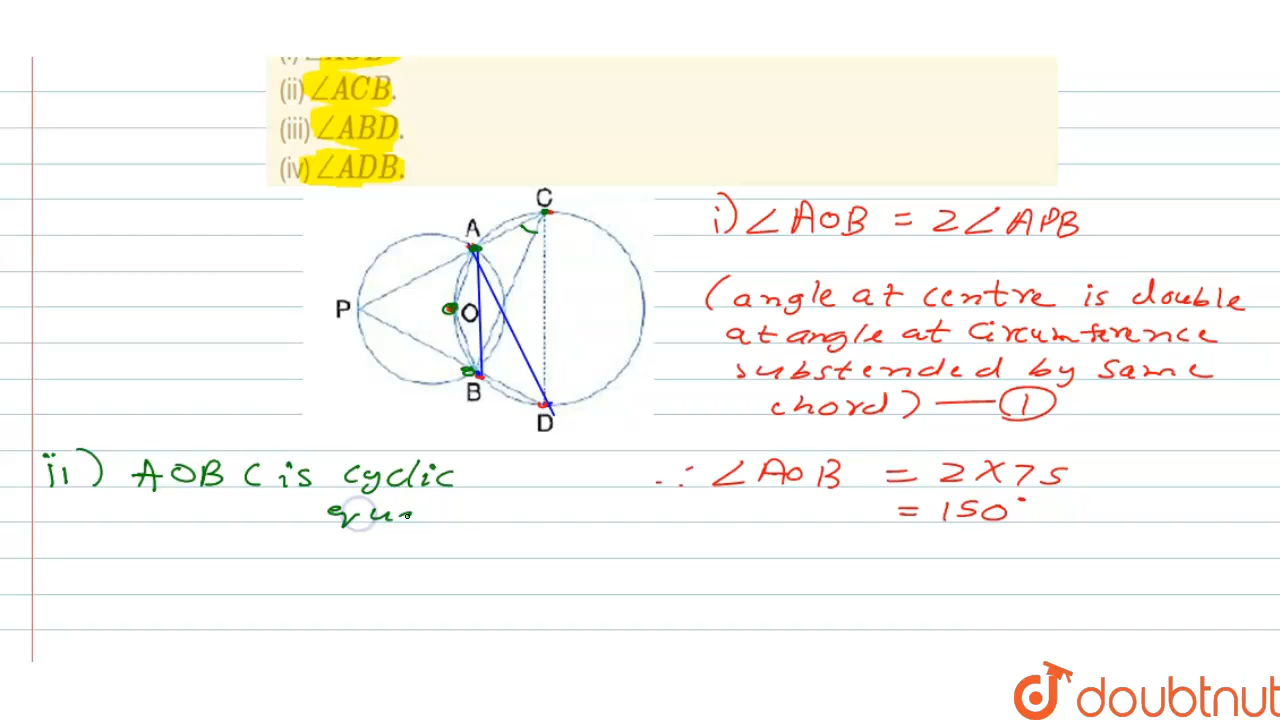 (ii) ∠ACB.
(iii) ∠ABD.
(iv) ∠ADB.
C
A
P
O
B
D
i) ∠AOB = 2∠APB
(angle at centre is double
at angle at circumference
substended by same
chord) — 1
ii) AOBC is cyclic
qu
∴ ∠AOB = 2×75
= 150°
doubtnut